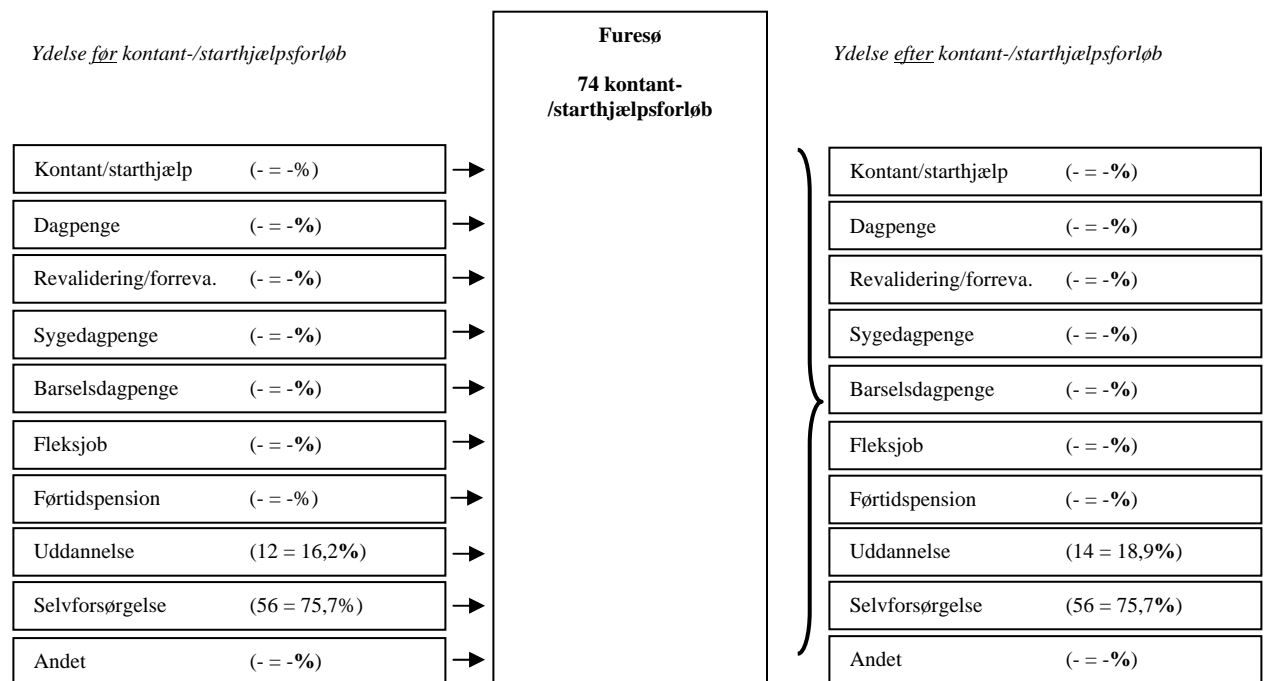 Ydelse før kontant-/starthjælpsforløb
Furesø
74 kontant-
/starthjælpsforløb
Ydelse efter kontant-/starthjælpsforløb
Kontant/starthjælp (- = -%)
Dagpenge (- = -%)
Revalidering/forreva. (- = -%)
Sygedagpenge (- = -%)
Barselsdagpenge (- = -%)
Fleksjob (- = -%)
Førtidspension (- = -%)
Uddannelse (12 = 16,2%)
Selvforsørgelse (56 = 75,7%)
Andet (- = -%)
Kontant/starthjælp (- = -%)
Dagpenge (- = -%)
Revalidering/forreva. (- = -%)
Sygedagpenge (- = -%)
Barselsdagpenge (- = -%)
Fleksjob (- = -%)
Førtidspension (- = -%)
Uddannelse (14 = 18,9%)
Selvforsørgelse (56 = 75,7%)
Andet (- = -%)